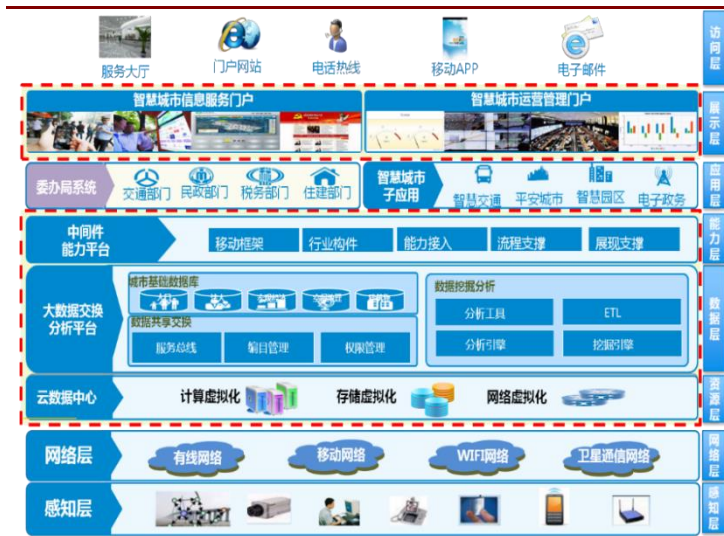 服务大厅
门户网站
电话热线
移动APP
电子邮件
访问层
智慧城市信息服务门户
智慧城市运营管理门户
展示层
委办局系统
交通部门
民政部门
税务部门
住建部门
智慧城市
子应用
智慧交通
平安城市
智慧园区
电子政务
应用层
中间件
能力平台
移动框架
行业构件
能力接入
流程支撑
展现支撑
能力层
大数据交换
分析平台
城市基础数据库
数据共享交换
服务总线
编目管理
权限管理
数据挖掘分析
分析工具
ETL
分析引擎
挖掘引擎
数据层
云数据中心
计算虚拟化
存储虚拟化
网络虚拟化
资源层
网络层
有线网络
移动网络
WIFI网络
卫星通信网络
网络层
感知层
感知层